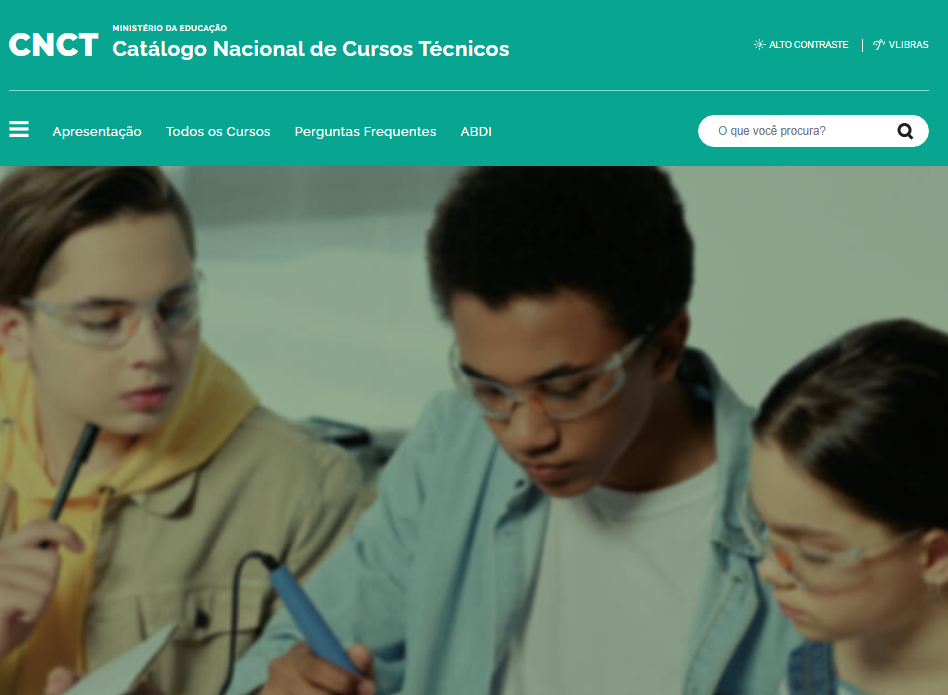 CNCT
MINISTÉRIO DA EDUCAÇÃO
Catálogo Nacional de Cursos Técnicos
ALTO CONTRASTE
VLIBRAS
Apresentação
Todos os Cursos
Perguntas Frequentes
ABDI
O que você procura?